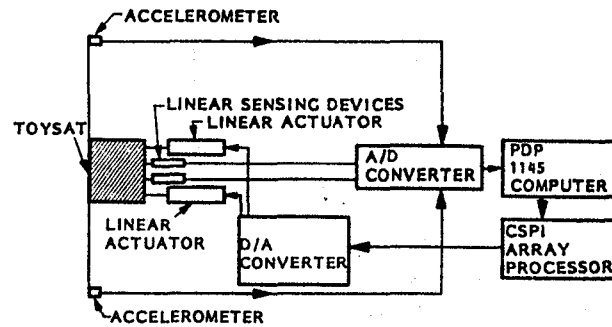 ACCELEROMETER
LINEAR SENSING DEVICES
LINEAR ACTUATOR
TOYSAT
A/D
CONVERTER
PDP
1145
COMPUTER
LINEAR
ACTUATOR
D/A
CONVERTER
CSPI
ARRAY
PROCESSOR
ACCELEROMETER